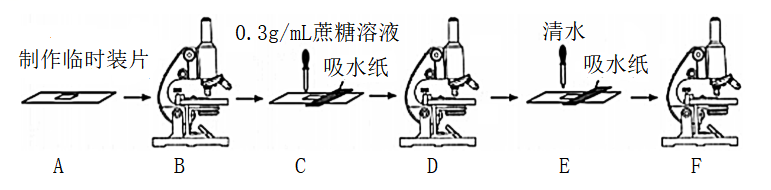 0.3g/mL蔗糖溶液
清水
制作临时装片
吸水纸
吸水纸
A B C D E F